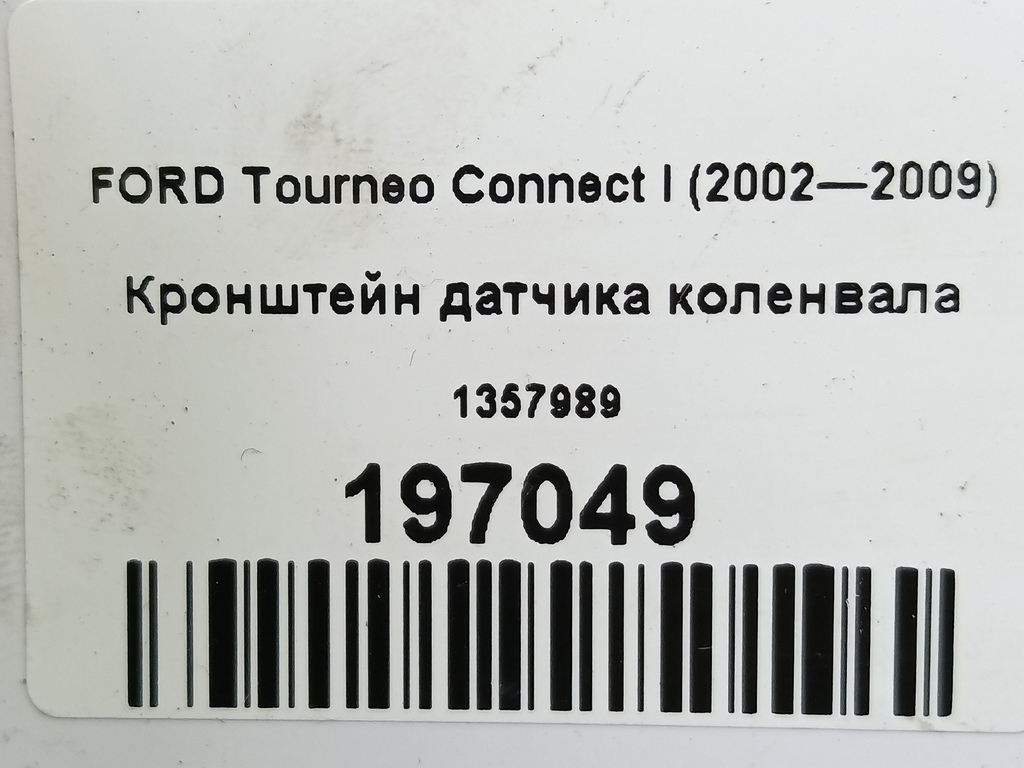 FORD Tourneo Connect I (2002—2009)
Кронштейн датчика коленвала
1357989
197049